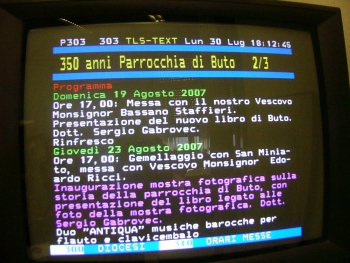 P303 303 TLS-TEXT Lun 30 Lug 18:12:45
350 anni Parrocchia di Buto 2/3
Programma
Domenica 19 Agosto 2007
Ore 17,00: Messa con il nostro Vescovo
Monsignor Bassano Staffieri.
Presentazione del nuovo libro di Buto.
Dott. Sergio Gabrovec.
Rinfresco
Giovedì 23 Agosto 2007
Ore 17,00: Gemellaggio con San Minia-
to, messa con Vescovo Monsignor Edo-
ardo Ricci.
Inaugurazione mostra fotografica sulla
storia della parrocchia di Buto, con
presentazione del libro legato alle
foto della mostra fotografica. Dott.
Sergio Gabrovec.
Duo "ANTIQUA" musiche barocche per
flauto e clavicembalo
300 DIOCESI 310 ORARI MESSE